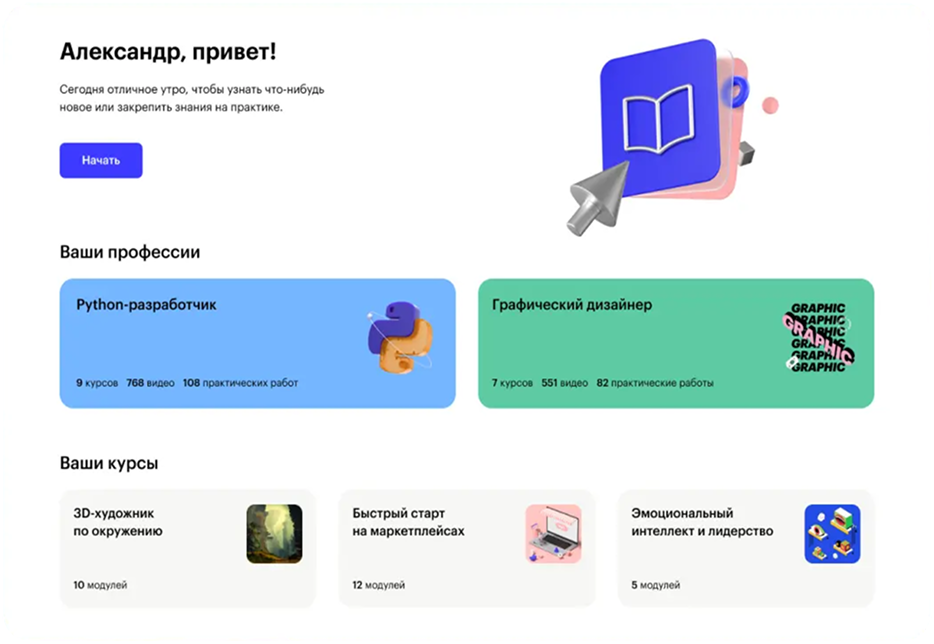 Александр, привет!
Сегодня отличное утро, чтобы узнать что-нибудь
новое или закрепить знания на практике.
Начать
Ваши профессии
Python-разработчик
9 курсов 768 видео 108 практических работ
Графический дизайнер
7 курсов 551 видео 82 практические работы
GRAPHIC
GRAPHIC
GRAPHIC
GRAPHIC
GRAPHIC
GRAPHIC
GRAPHIC
Ваши курсы
3D-художник
по окружению
10 модулей
Быстрый старт
на маркетплейсах
12 модулей
Эмоциональный
интеллект и лидерство
5 модулей